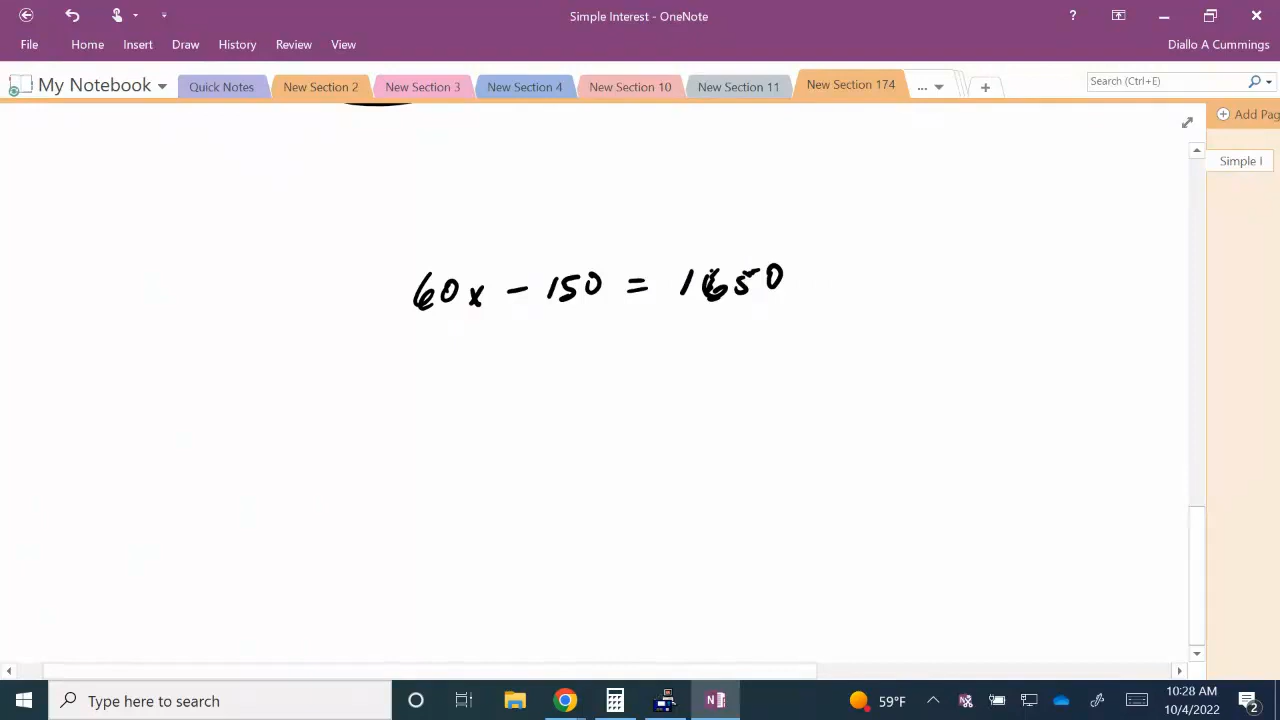 Simple Interest - OneNote
?
File Home Insert Draw History Review View
Diallo A Cummings
My Notebook
Quick Notes New Section 2 New Section 3 New Section 4 New Section 10 New Section 11 New Section 174 ... +
Search (Ctrl+E)
Add Pag
Simple I
60x - 150 = 1650
Type here to search
59°F
10:28 AM
10/4/2022
2